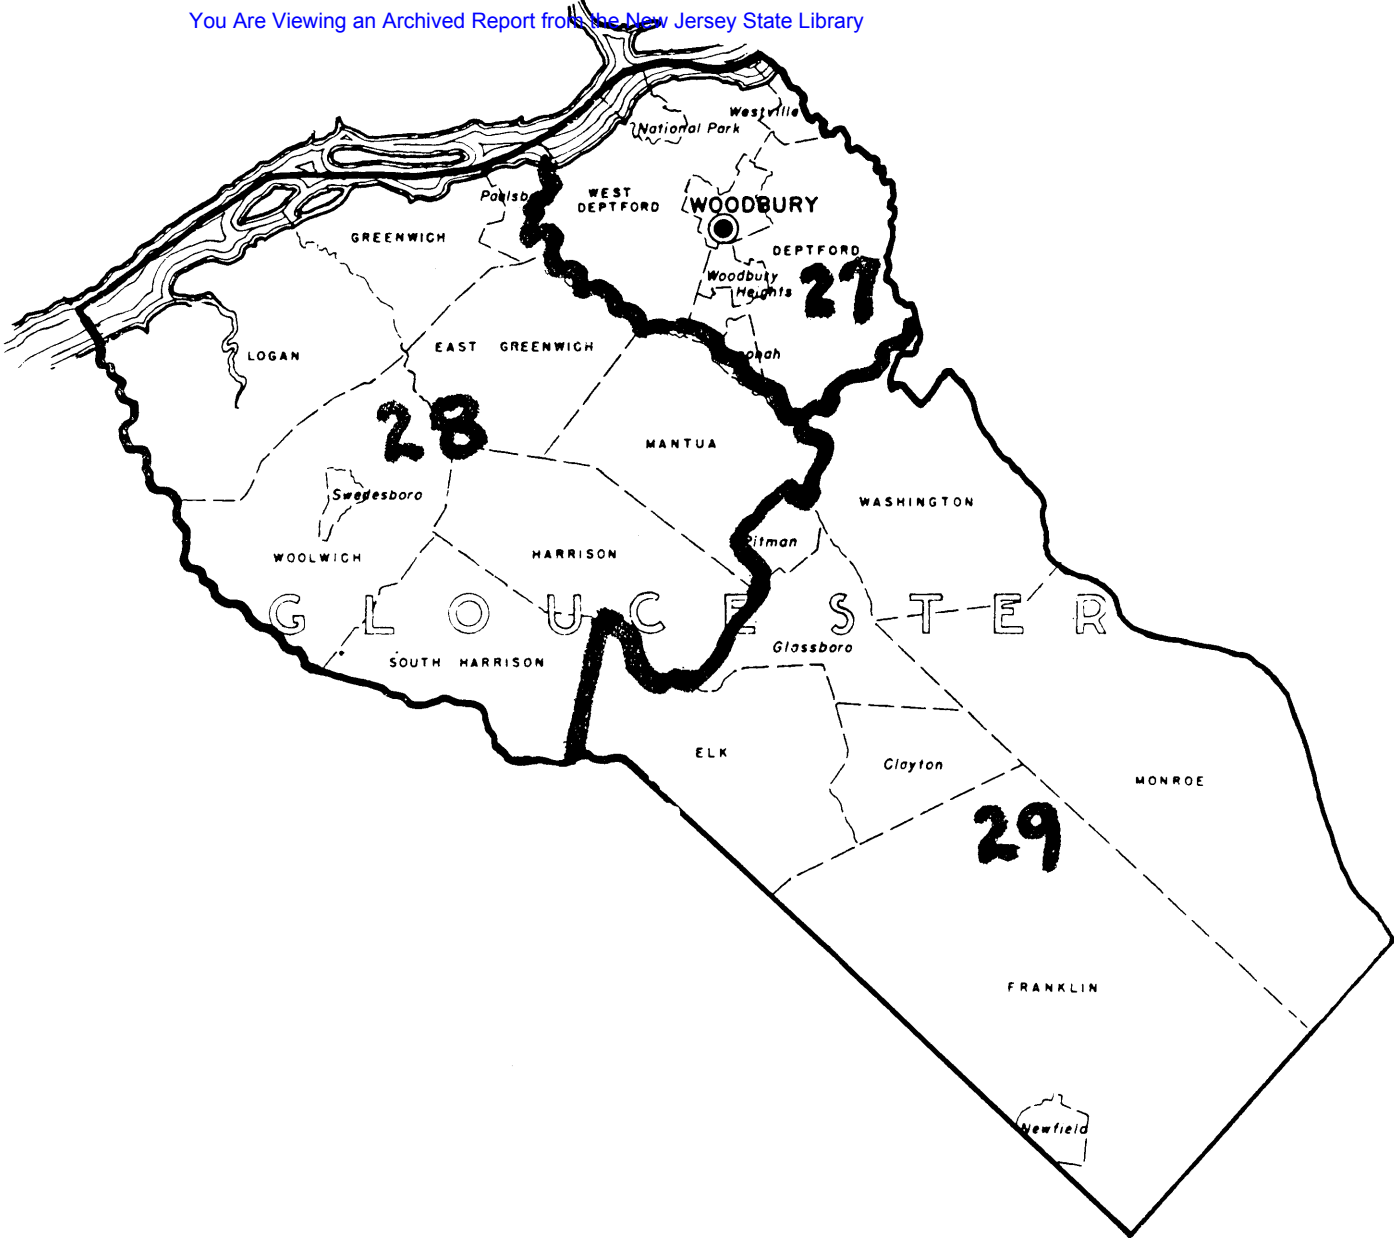 You Are Viewing an Archived Report from the New Jersey State Library
Westville
National Park
WEST
DEPTFORD
WOODBURY
GREENWICH
DEPTFORD
Woodbury
Heights
27
LOGAN
EAST GREENWICH
28
MANTUA
Swedesboro
WASHINGTON
Pitman
WOOLWICH
HARRISON
GLOUCESTER
Glassboro
SOUTH HARRISON
ELK
Clayton
MONROE
29
FRANKLIN
Newfield